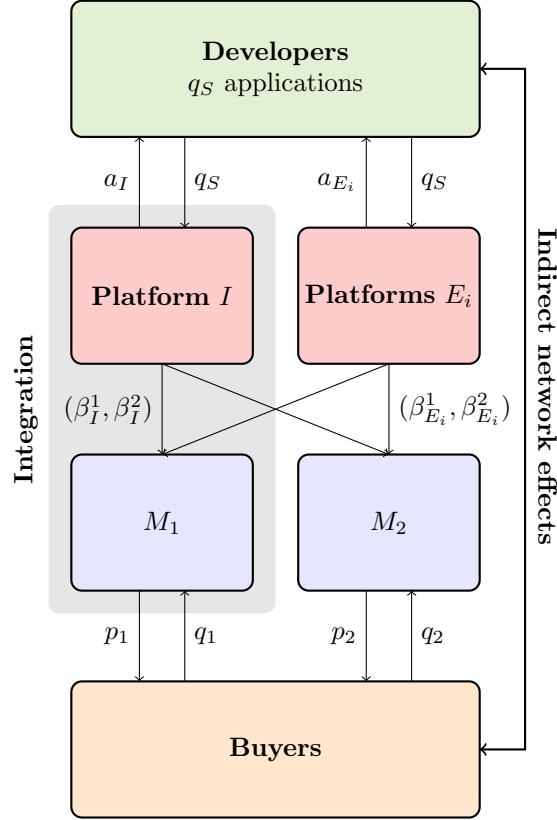 Developers
q_S applications
a_I
q_S
a_{E_i}
q_S
Platform I
Platforms E_i
Integration
(β_I^1, β_I^2)
(β_{E_i}^1, β_{E_i}^2)
Indirect network effects
M_1
M_2
p_1
q_1
p_2
q_2
Buyers